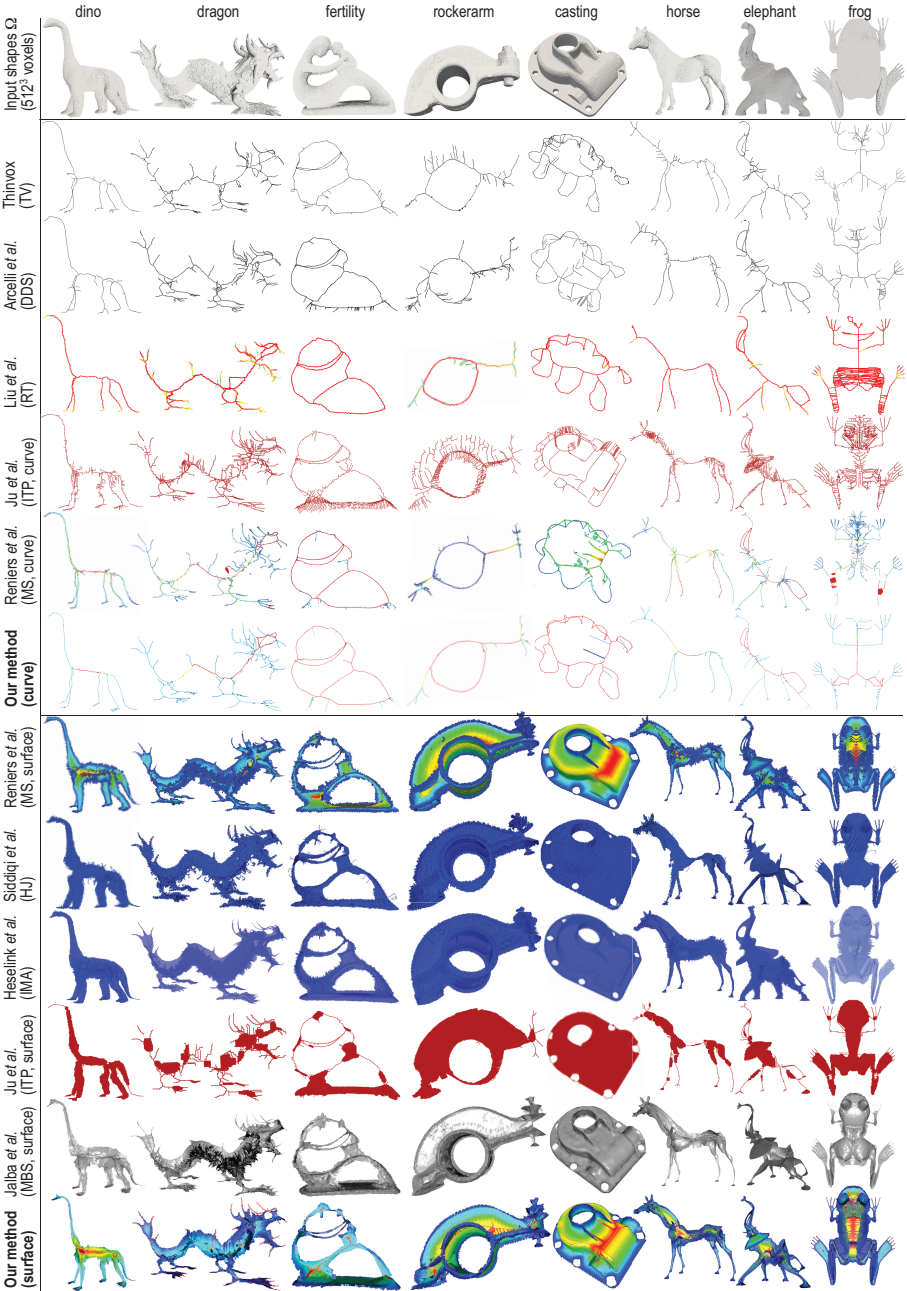 dino dragon fertility rockerarm casting horse elephant frog
Input shapes Ω
(512³ voxels)
Thinvox
(TV)
Arcelli et al.
(DDS)
Liu et al.
(RT)
Ju et al.
(ITP, curve)
Reniers et al.
(MS, curve)
Our method
(curve)
Reniers et al.
(MS, surface)
Siddiqi et al.
(HJ)
Heselink et al.
(IMA)
Ju et al.
(ITP, surface)
Jalba et al.
(MBS, surface)
Our method
(surface)